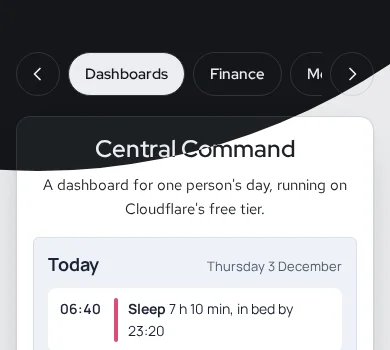 Dashboards Finance
Central Command
A dashboard for one person's day, running on
Cloudflare's free tier.
Today Thursday 3 December
06:40 Sleep 7 h 10 min, in bed by
23:20